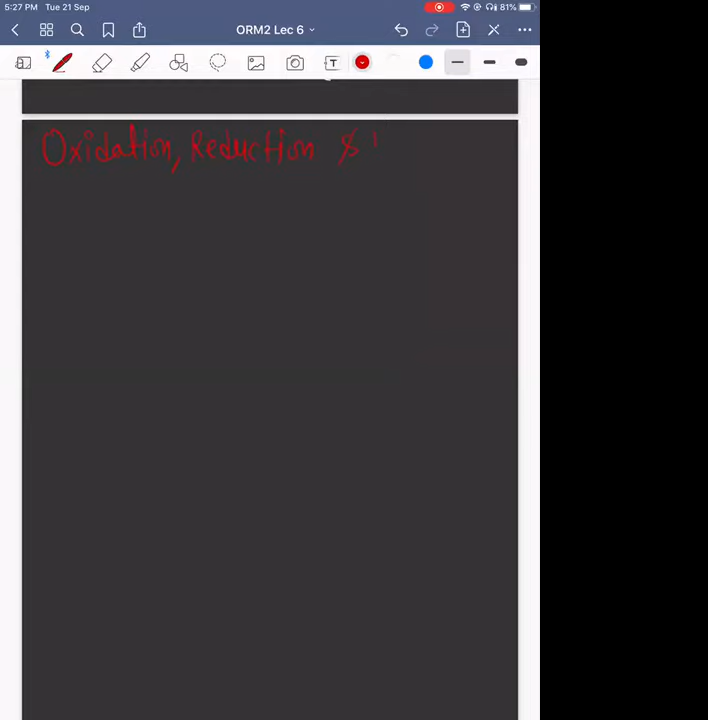 5:27 PM Tue 21 Sep 81%
ORM2 Lec 6
T
Oxidation, Reduction &